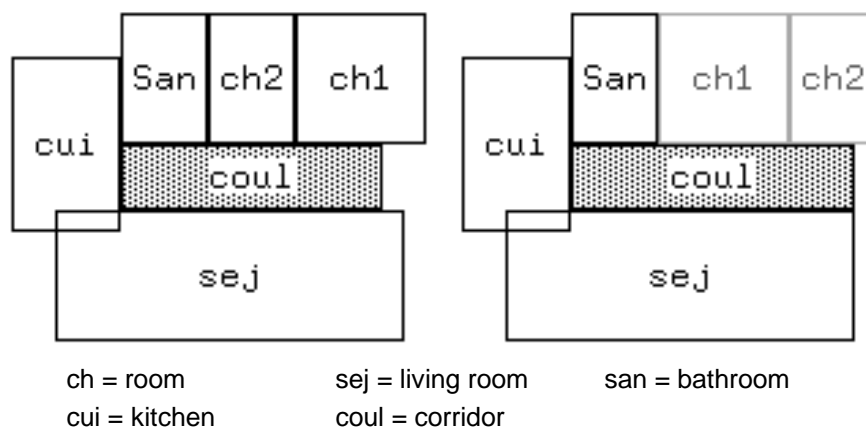 San ch2 ch1
San ch1 ch2
cui
cui
coul
coul
sej
sej
ch = room sej = living room san = bathroom
cui = kitchen coul = corridor